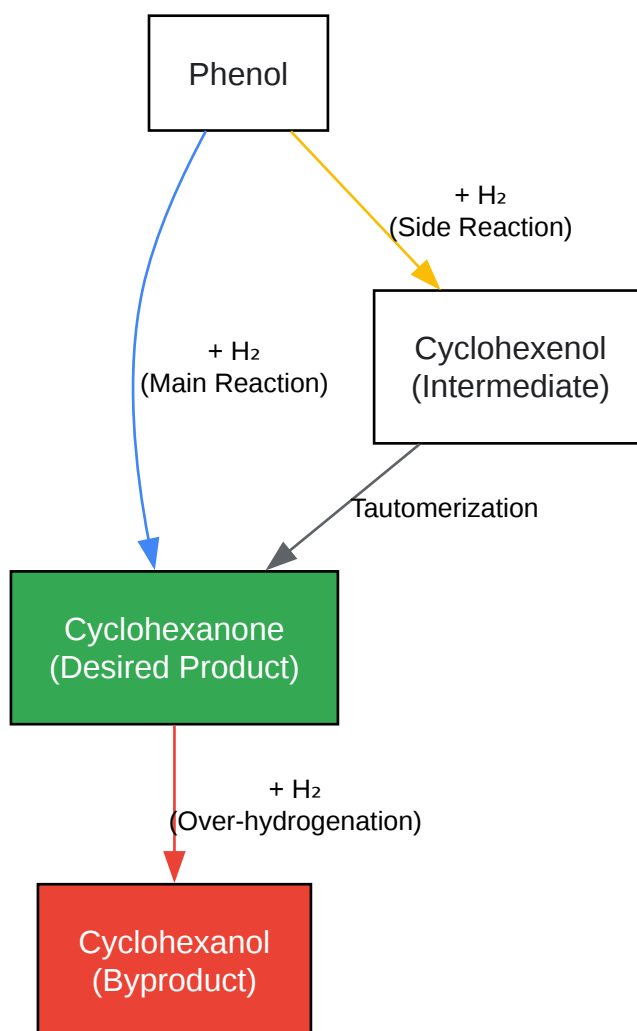 Phenol
+ H₂
(Side Reaction)
Cyclohexenol
(Intermediate)
+ H₂
(Main Reaction)
Tautomerization
Cyclohexanone
(Desired Product)
+ H₂
(Over-hydrogenation)
Cyclohexanol
(Byproduct)